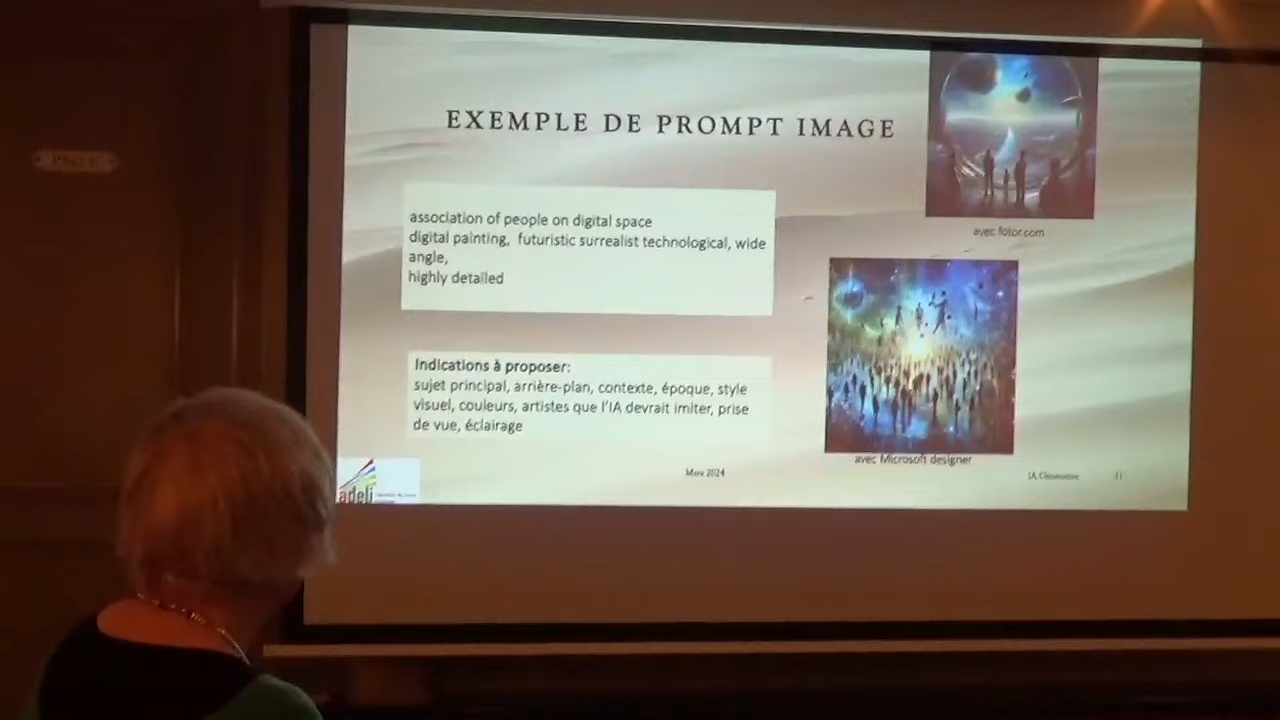 EXEMPLE DE PROMPT IMAGE
association of people on digital space
digital painting, futuristic surrealist technological, wide
angle,
highly detailed
avec fotor.com
Indications à proposer:
sujet principal, arrière-plan, contexte, époque, style
visuel, couleurs, artistes que l'IA devrait imiter, prise
de vue, éclairage
avec Microsoft designer
adeli
Mars 2024
11